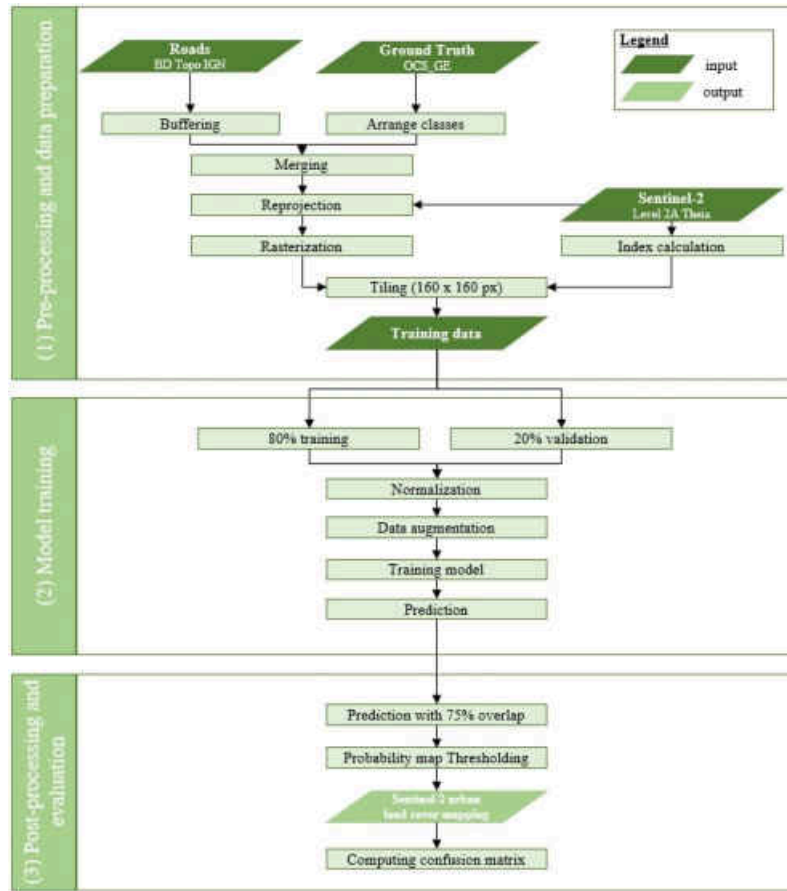 Roads
BD Topo IGN
Ground Truth
OCS_GE
Legend
input
output
(1) Pre-processing and data preparation
Buffering
Arrange classes
Merging
Reprojection
Sentinel-2
Level 2A Theia
Rasterization
Index calculation
Tiling (160 x 160 px)
Training data
(2) Model training
80% training
20% validation
Normalization
Data augmentation
Training model
Prediction
(3) Post-processing and
evaluation
Prediction with 75% overlap
Probability map Thresholding
Sentinel-2 urban
land cover mapping
Computing confusion matrix